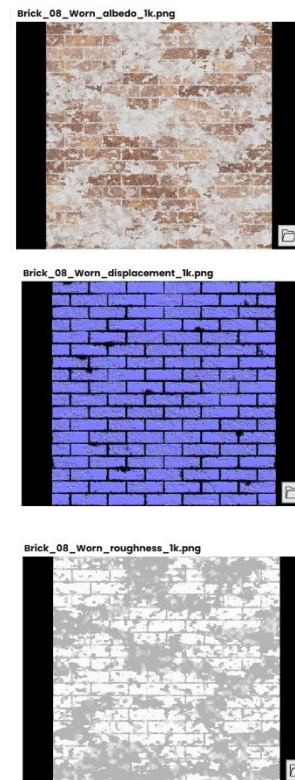 Brick_08_Worn_albedo_1k.png
Brick_08_Worn_displacement_1k.png
Brick_08_Worn_roughness_1k.png